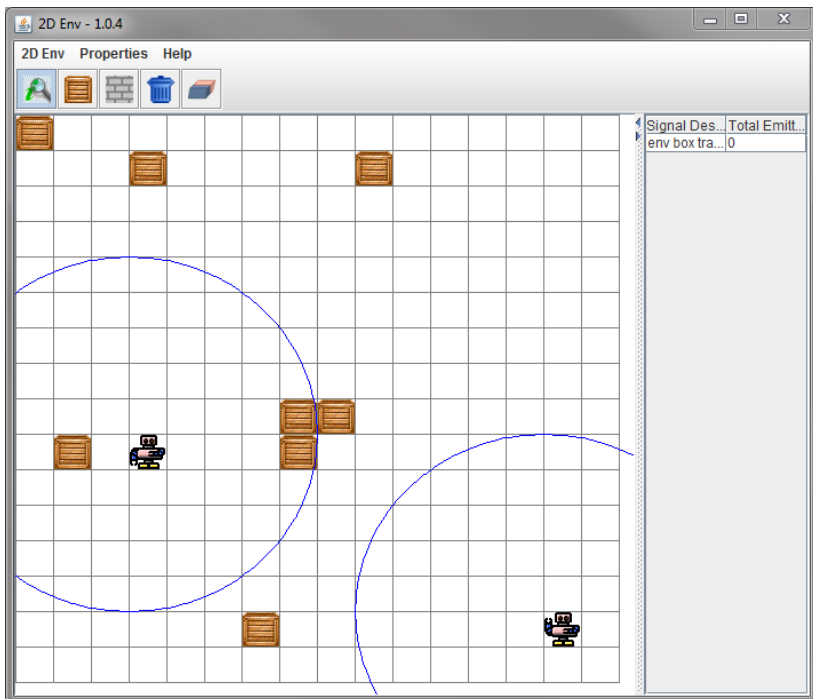 2D Env - 1.0.4
2D Env Properties Help
Signal Des... Total Emitt...
env box tra... 0